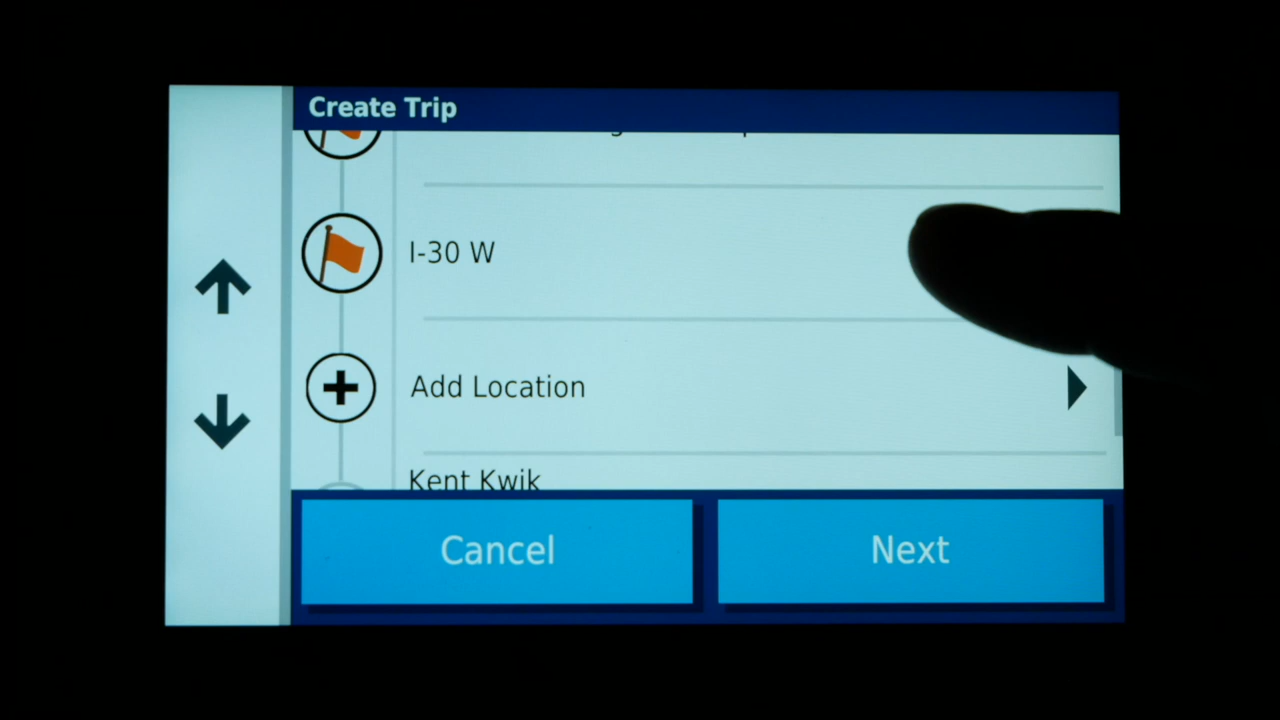 Create Trip
I-30 W
Add Location
Kent Kwik
Cancel
Next